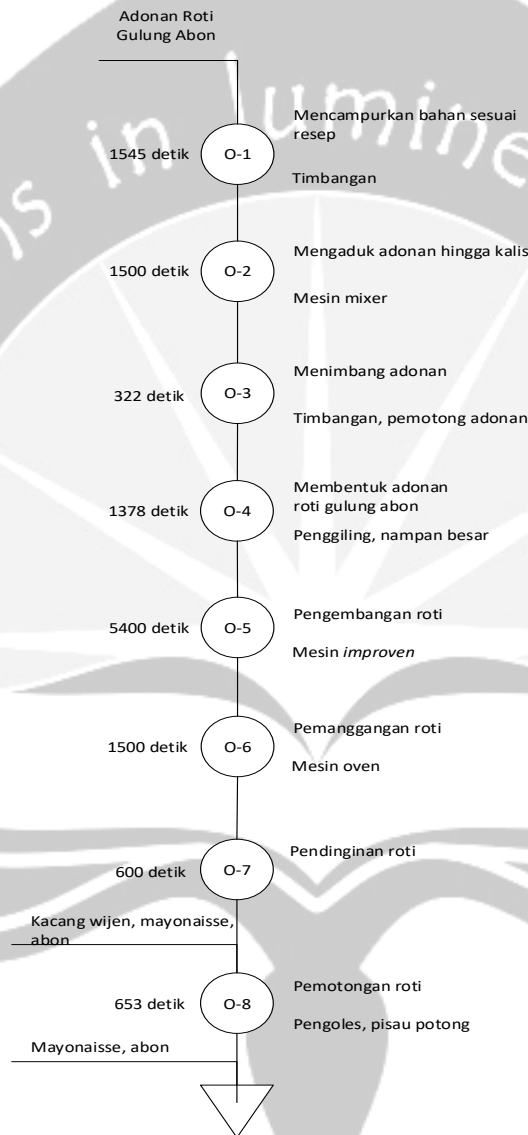 Adonan Roti
Gulung Abon
ns in lumine
Mencampurkan bahan sesuai
resep
1545 detik
O-1
Timbangan
Mengaduk adonan hingga kalis
1500 detik
O-2
Mesin mixer
Menimbang adonan
322 detik
O-3
Timbangan, pemotong adonan
Membentuk adonan
roti gulung abon
1378 detik
O-4
Penggiling, nampan besar
Pengembangan roti
5400 detik
O-5
Mesin improven
Pemanggangan roti
1500 detik
O-6
Mesin oven
Pendinginan roti
600 detik
O-7
Kacang wijen, mayonaisse,
abon
Pemotongan roti
653 detik
O-8
Pengoles, pisau potong
Mayonaisse, abon